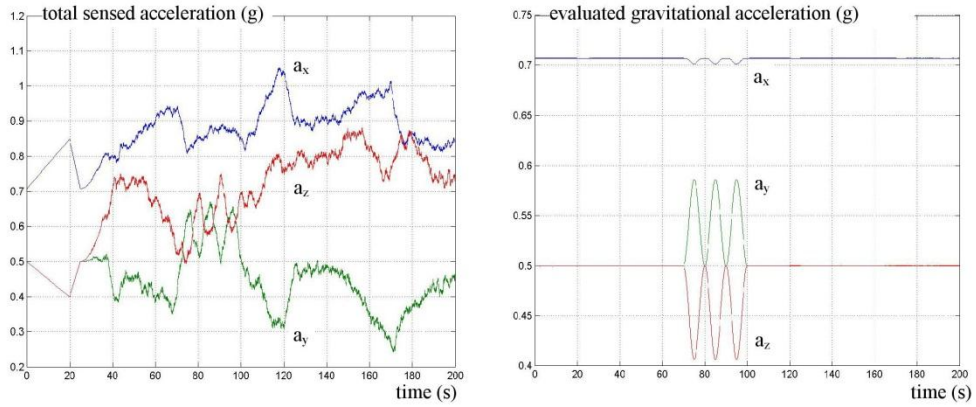 total sensed acceleration (g)
1.2
1.1
1
0.9
0.8
0.7
0.6
0.5
0.4
0.3
0.2
a_x
a_z
a_y
0 20 40 60 80 100 120 140 160 180 200
time (s)
evaluated gravitational acceleration (g)
0.75
0.7
0.65
0.6
0.55
0.5
0.45
0.4
a_x
a_y
a_z
0 20 40 60 80 100 120 140 160 180 200
time (s)